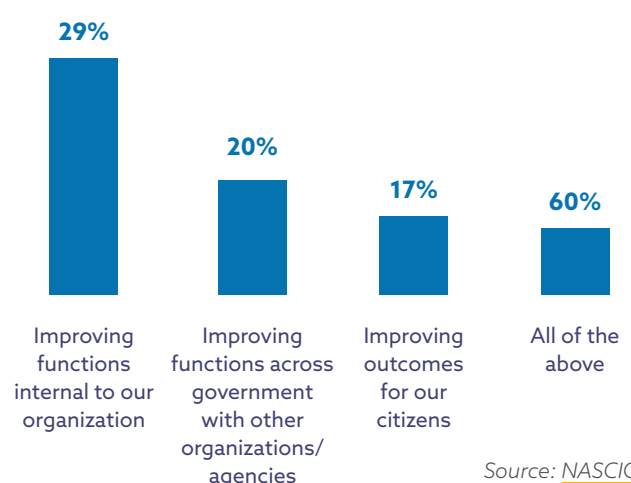 29%
20%
17%
60%
Improving
functions
internal to our
organization
Improving
functions across
government
with other
organizations/
agencies
Improving
outcomes
for our
citizens
All of the
above
Source: NASCIO